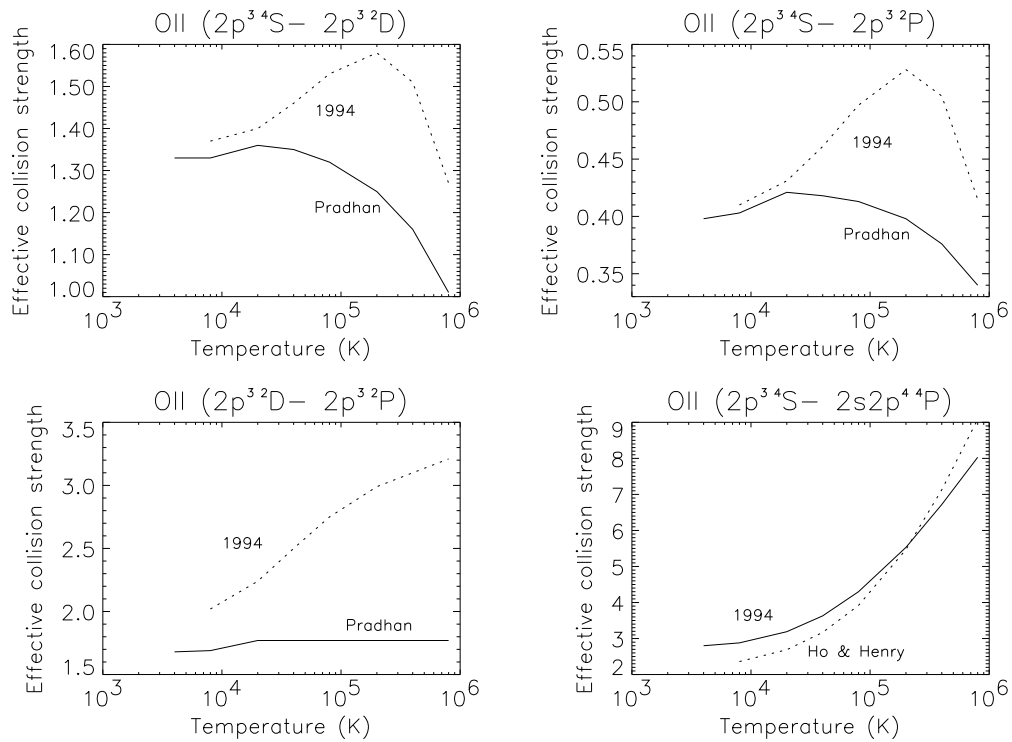 OII (2p³ ⁴S− 2p³ ²D)
Effective collision strength
1.60
1.50
1.40
1.30
1.20
1.10
1.00
1994
Pradhan
10³ 10⁴ 10⁵ 10⁶
Temperature (K)
OII (2p³ ⁴S− 2p³ ²P)
Effective collision strength
0.55
0.50
0.45
0.40
0.35
1994
Pradhan
10³ 10⁴ 10⁵ 10⁶
Temperature (K)
OII (2p³ ²D− 2p³ ²P)
Effective collision strength
3.5
3.0
2.5
2.0
1.5
1994
Pradhan
10³ 10⁴ 10⁵ 10⁶
Temperature (K)
OII (2p³ ⁴S− 2s2p⁴ ⁴P)
Effective collision strength
9
8
7
6
5
4
3
2
1994
Ho & Henry
10³ 10⁴ 10⁵ 10⁶
Temperature (K)